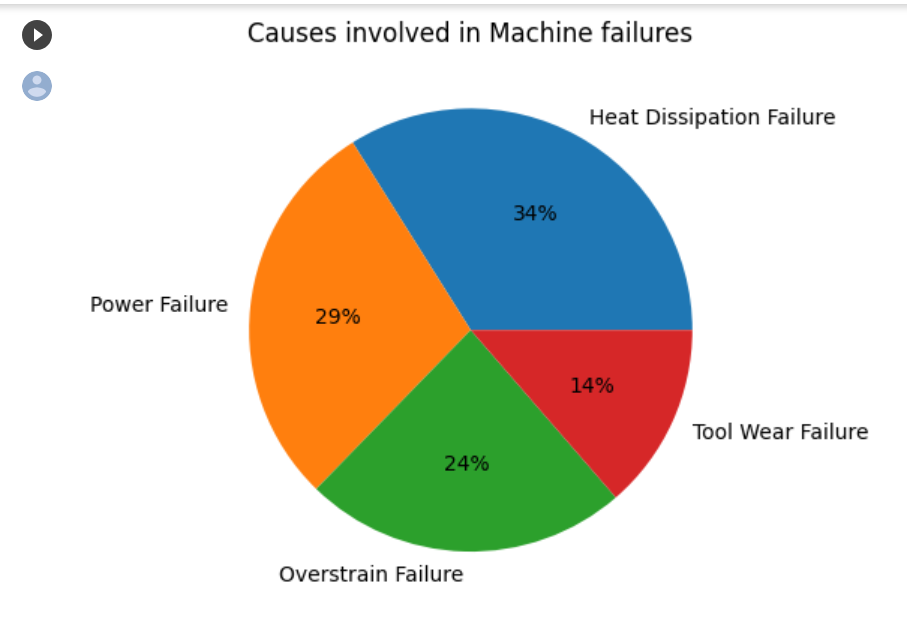 Causes involved in Machine failures
Heat Dissipation Failure
34%
Power Failure
29%
14%
Tool Wear Failure
24%
Overstrain Failure